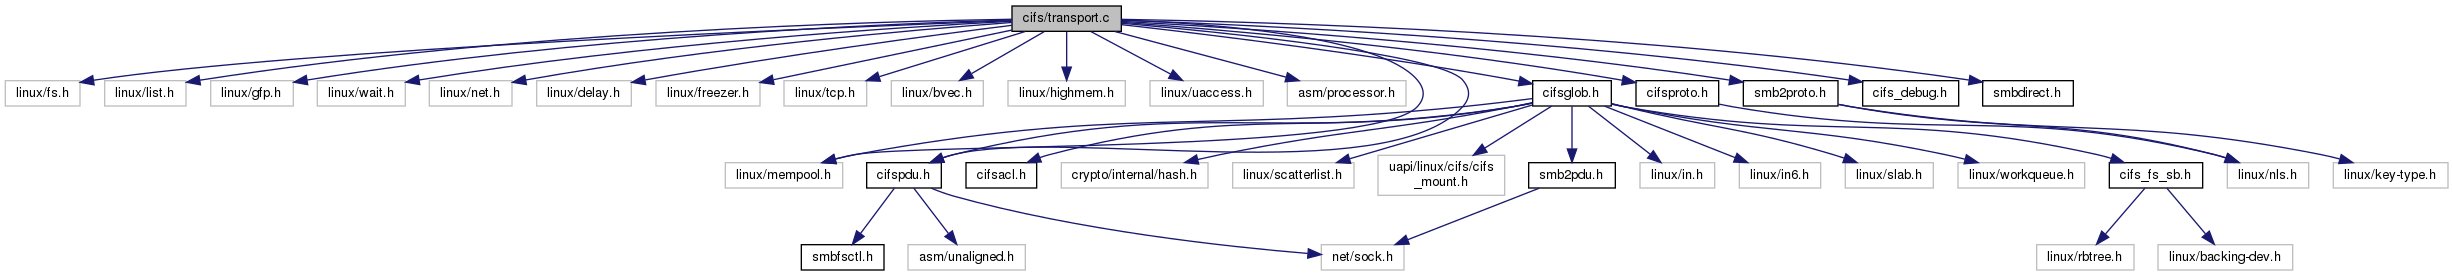 cifs/transport.c
linux/fs.h
linux/list.h
linux/gfp.h
linux/wait.h
linux/net.h
linux/delay.h
linux/freezer.h
linux/tcp.h
linux/bvec.h
linux/highmem.h
linux/uaccess.h
asm/processor.h
cifsglob.h
cifsproto.h
smb2proto.h
cifs_debug.h
smbdirect.h
linux/mempool.h
cifspdu.h
cifsacl.h
crypto/internal/hash.h
linux/scatterlist.h
uapi/linux/cifs/cifs
_mount.h
smb2pdu.h
linux/in.h
linux/in6.h
linux/slab.h
linux/workqueue.h
cifs_fs_sb.h
linux/nls.h
linux/key-type.h
smbfsctl.h
asm/unaligned.h
net/sock.h
linux/rbtree.h
linux/backing-dev.h